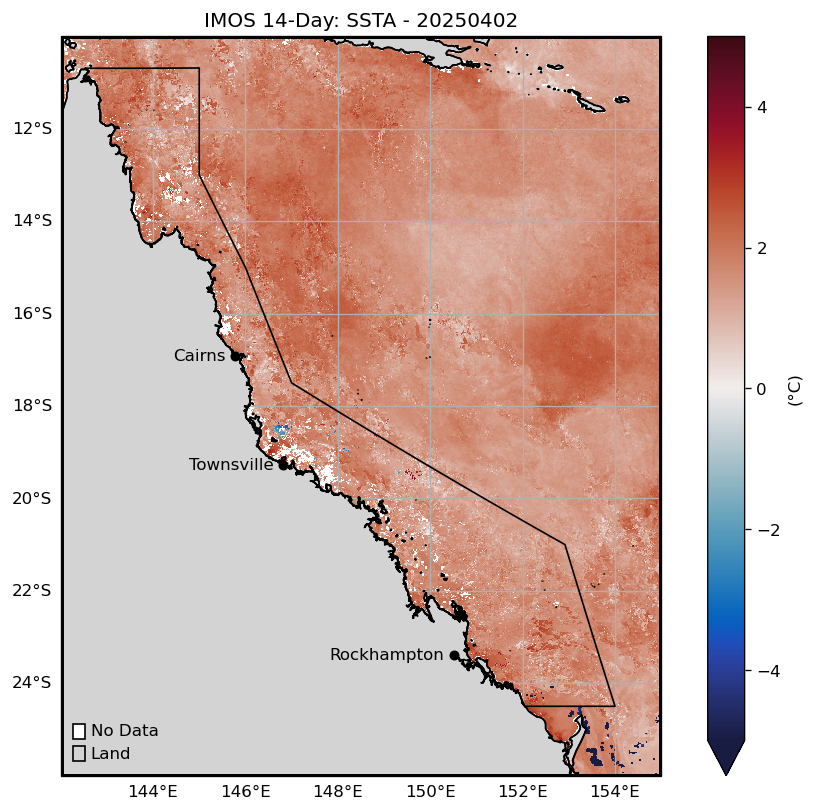 IMOS 14-Day: SSTA - 20250402
12°S
14°S
16°S
18°S
20°S
22°S
24°S
Cairns
Townsville
Rockhampton
No Data
Land
144°E 146°E 148°E 150°E 152°E 154°E
4
2
0
−2
−4
(°C)